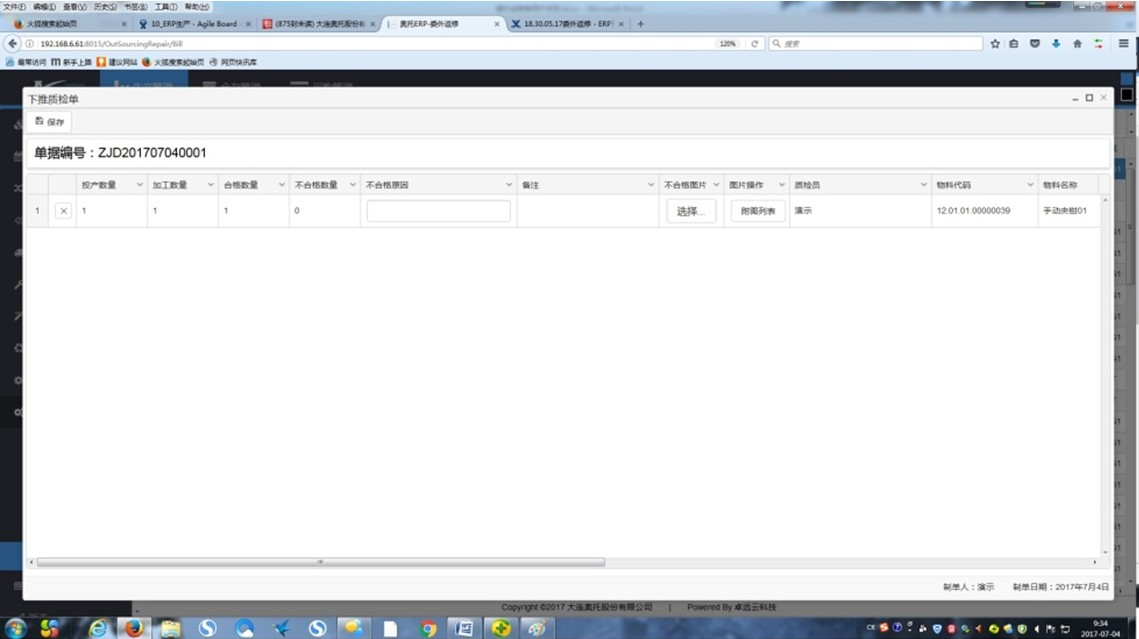 文件(F) 编辑(E) 查看(V) 历史(S) 书签(B) 工具(T) 帮助(H)
火狐搜索起始页 10_ERP生产 - Agile Board (875封未读) 大连奥托股份 奥托ERP-委外返修 18.30.05.17委外返修 - ERP
192.168.6.61:8015/OutSourcingRepair/Bill 120% 搜索
最常访问 新手上路 建议网站 火狐搜索起始页 网页快讯库
下推质检单
保存
单据编号：ZJD201707040001
投产数量 加工数量 合格数量 不合格数量 不合格原因 备注 不合格图片 图片操作 质检员 物料代码 物料名称
1 1 1 1 0 选择... 附图列表 演示 12.01.01.00000039 手动夹钳01
制单人：演示 制单日期：2017年7月4日
Copyright ©2017 大连奥托股份有限公司 | Powered By 卓远云科技
9:34
2017-07-04